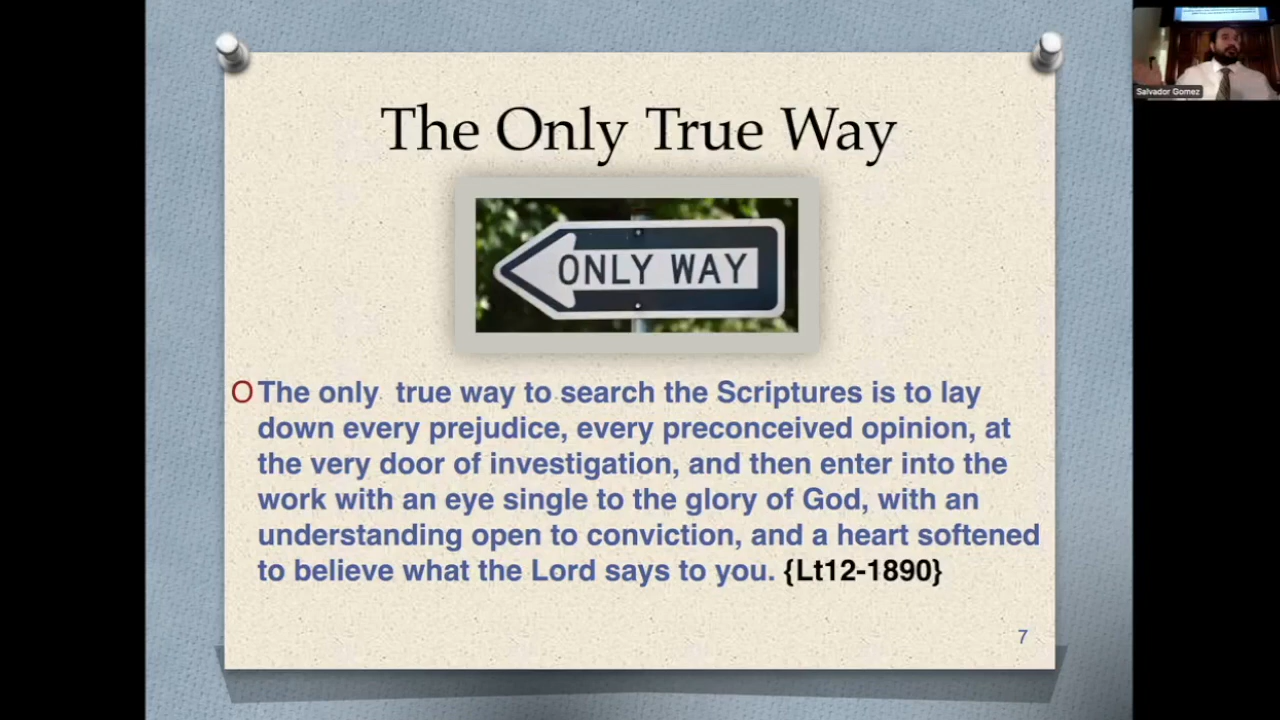 The Only True Way
ONLY WAY
O The only true way to search the Scriptures is to lay
down every prejudice, every preconceived opinion, at
the very door of investigation, and then enter into the
work with an eye single to the glory of God, with an
understanding open to conviction, and a heart softened
to believe what the Lord says to you. {Lt12-1890}
7
Salvador Gomez